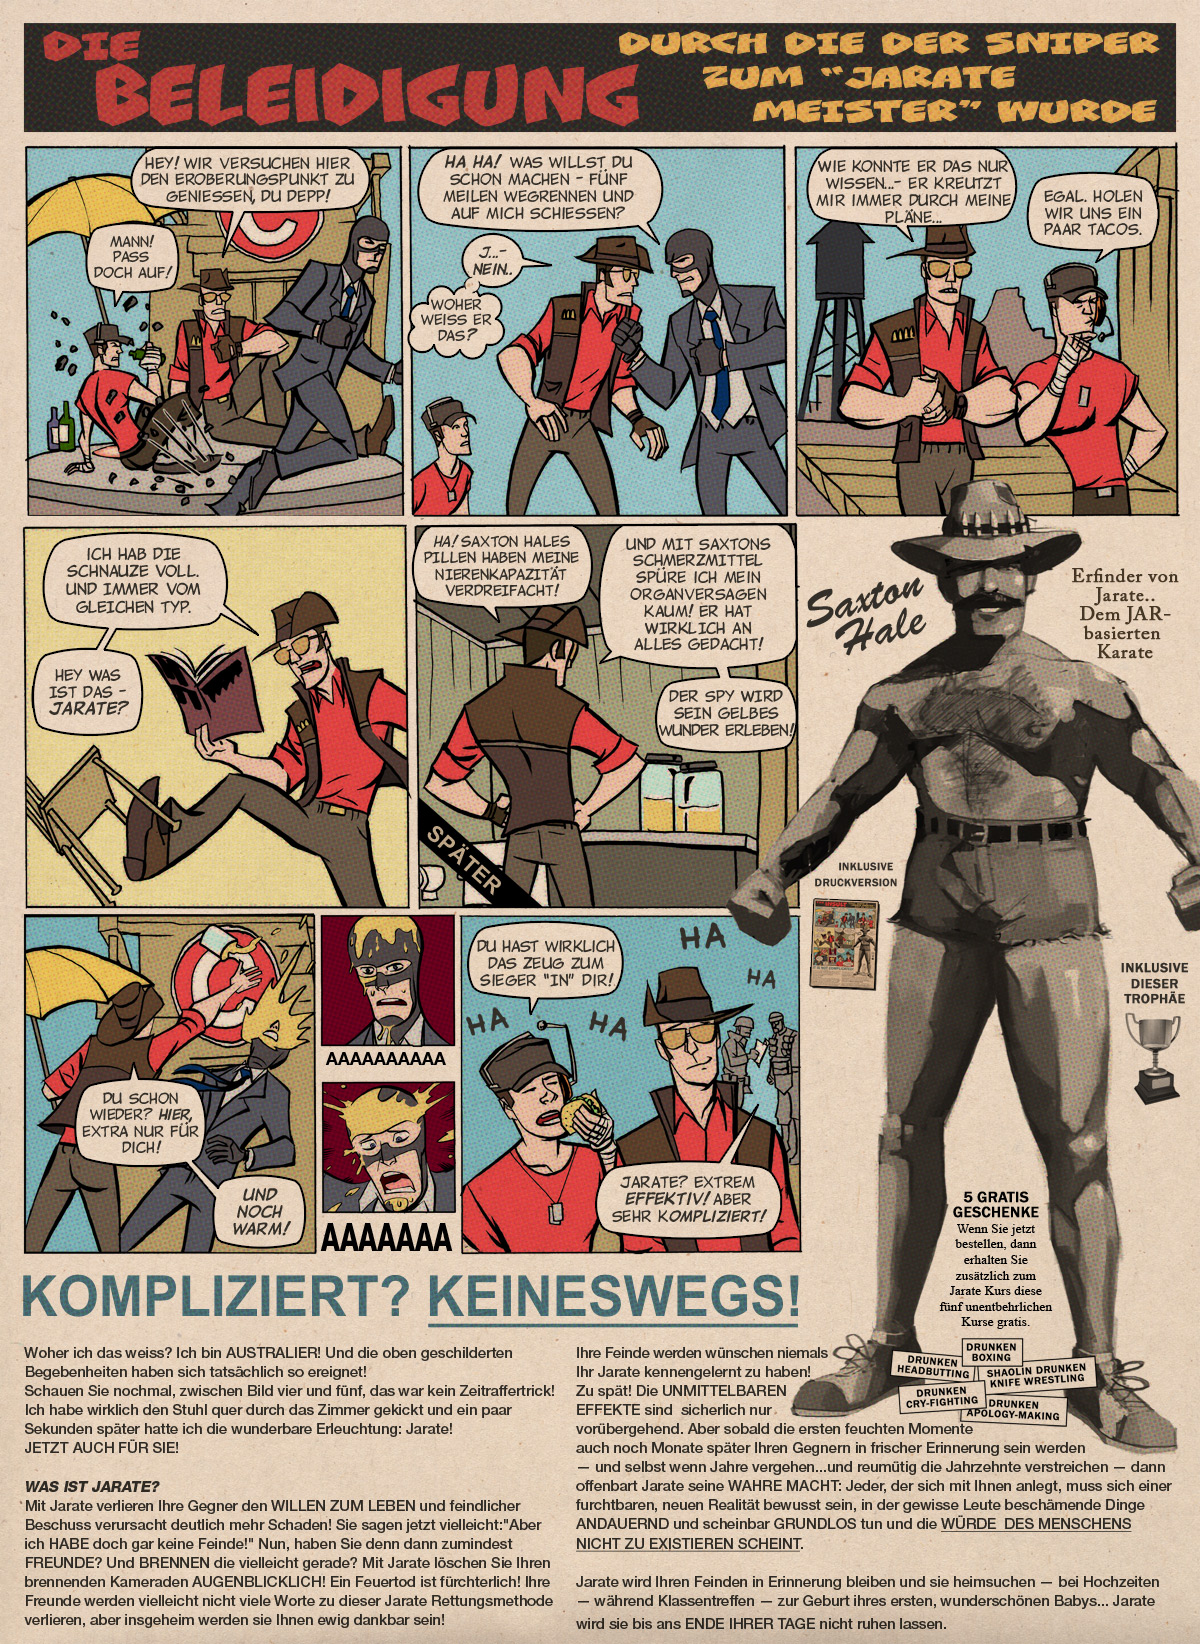 DIE
BELEIDIGUNG
DURCH DIE DER SNIPER
ZUM "JARATE
MEISTER" WURDE
HEY! WIR VERSUCHEN HIER
DEN EROBERUNGSPUNKT ZU
GENIESSEN, DU DEPP!
MANN!
PASS
DOCH AUF!
C
HA HA! WAS WILLST DU
SCHON MACHEN - FÜNF
MEILEN WEGRENNEN UND
AUF MICH SCHIESSEN?
J...-
NEIN..
WOHER
WEISS ER
DAS?
WIE KONNTE ER DAS NUR
WISSEN...- ER KREUTZT
MIR IMMER DURCH MEINE
PLÄNE...
EGAL. HOLEN
WIR UNS EIN
PAAR TACOS.
ICH HAB DIE
SCHNAUZE VOLL.
UND IMMER VOM
GLEICHEN TYP.
HEY WAS
IST DAS -
JARATE?
HA! SAXTON HALES
PILLEN HABEN MEINE
NIERENKAPAZITÄT
VERDREIFACHT!
UND MIT SAXTONS
SCHMERZMITTEL
SPÜRE ICH MEIN
ORGANVERSAGEN
KAUM! ER HAT
WIRKLICH AN
ALLES GEDACHT!
DER SPY WIRD
SEIN GELBES
WUNDER ERLEBEN!
SPÄTER
Saxton
Hale
Erfinder von
Jarate..
Dem JAR-
basierten
Karate
INKLUSIVE
DRUCKVERSION
INKLUSIVE
DIESER
TROPHÄE
DU SCHON
WIEDER? HIER,
EXTRA NUR FÜR
DICH!
UND
NOCH
WARM!
AAAAAAAAAA
AAAAAAA
DU HAST WIRKLICH
DAS ZEUG ZUM
SIEGER "IN" DIR!
HA
HA
HA
HA
JARATE? EXTREM
EFFEKTIV! ABER
SEHR KOMPLIZIERT!
5 GRATIS
GESCHENKE
Wenn Sie jetzt
bestellen, dann
erhalten Sie
zusätzlich zum
Jarate Kurs diese
fünf unentbehrlichen
Kurse gratis.
DRUNKEN
BOXING
DRUNKEN
HEADBUTTING
SHAOLIN DRUNKEN
KNIFE WRESTLING
DRUNKEN
CRY-FIGHTING
DRUNKEN
APOLOGY-MAKING
KOMPLIZIERT? KEINESWEGS!
Woher ich das weiss? Ich bin AUSTRALIER! Und die oben geschilderten
Begebenheiten haben sich tatsächlich so ereignet!
Schauen Sie nochmal, zwischen Bild vier und fünf, das war kein Zeitraffertrick!
Ich habe wirklich den Stuhl quer durch das Zimmer gekickt und ein paar
Sekunden später hatte ich die wunderbare Erleuchtung: Jarate!
JETZT AUCH FÜR SIE!
WAS IST JARATE?
Mit Jarate verlieren Ihre Gegner den WILLEN ZUM LEBEN und feindlicher
Beschuss verursacht deutlich mehr Schaden! Sie sagen jetzt vielleicht:"Aber
ich HABE doch gar keine Feinde!" Nun, haben Sie denn dann zumindest
FREUNDE? Und BRENNEN die vielleicht gerade? Mit Jarate löschen Sie Ihren
brennenden Kameraden AUGENBLICKLICH! Ein Feuertod ist fürchterlich! Ihre
Freunde werden vielleicht nicht viele Worte zu dieser Jarate Rettungsmethode
verlieren, aber insgeheim werden sie Ihnen ewig dankbar sein!
Ihre Feinde werden wünschen niemals
Ihr Jarate kennengelernt zu haben!
Zu spät! Die UNMITTELBAREN
EFFEKTE sind sicherlich nur
vorübergehend. Aber sobald die ersten feuchten Momente
auch noch Monate später Ihren Gegnern in frischer Erinnerung sein werden
— und selbst wenn Jahre vergehen...und reumütig die Jahrzehnte verstreichen — dann
offenbart Jarate seine WAHRE MACHT: Jeder, der sich mit Ihnen anlegt, muss sich einer
furchtbaren, neuen Realität bewusst sein, in der gewisse Leute beschämende Dinge
ANDAUERND und scheinbar GRUNDLOS tun und die WÜRDE DES MENSCHENS
NICHT ZU EXISTIEREN SCHEINT.
Jarate wird Ihren Feinden in Erinnerung bleiben und sie heimsuchen — bei Hochzeiten
— während Klassentreffen — zur Geburt ihres ersten, wunderschönen Babys... Jarate
wird sie bis ans ENDE IHRER TAGE nicht ruhen lassen.